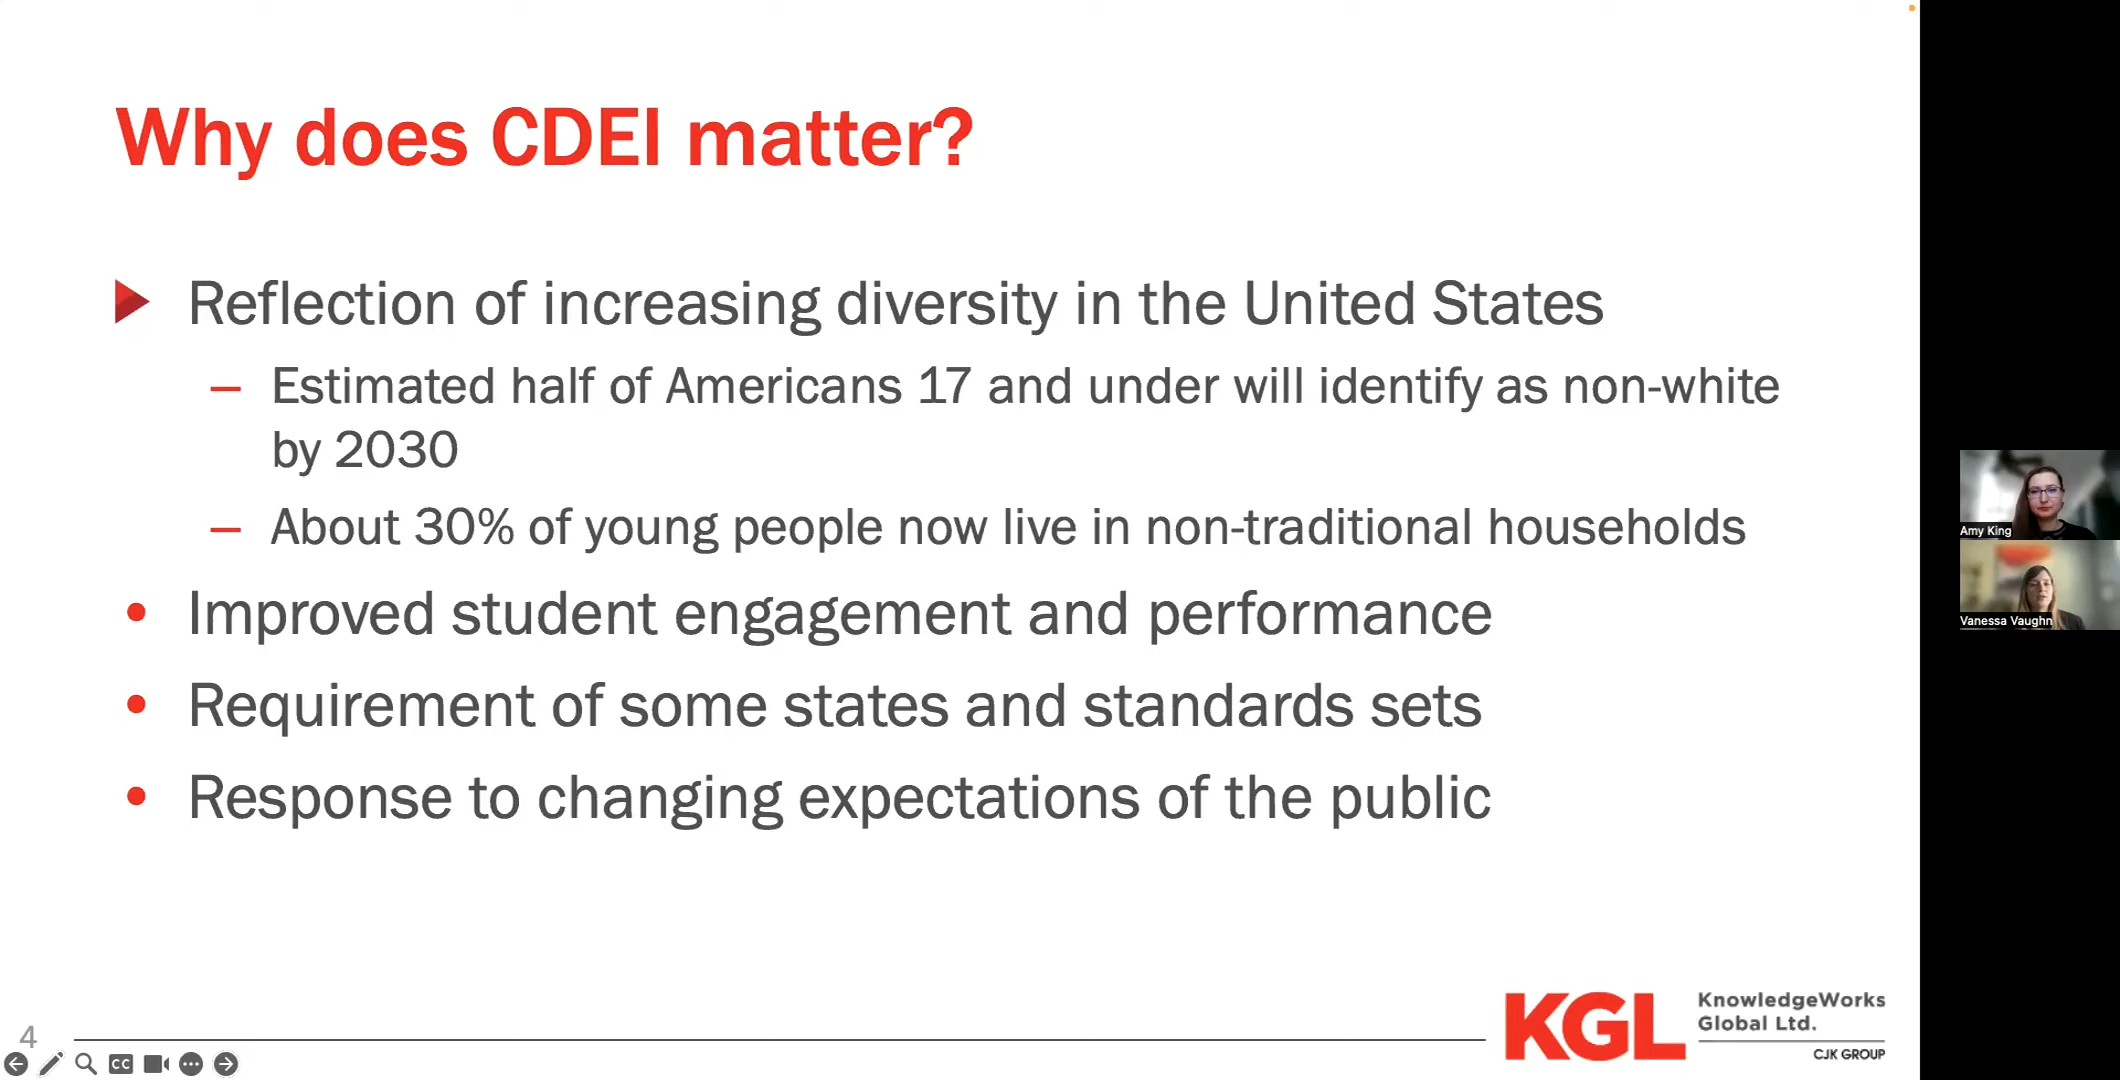 Why does CDEI matter?
Reflection of increasing diversity in the United States
– Estimated half of Americans 17 and under will identify as non-white
by 2030
– About 30% of young people now live in non-traditional households
• Improved student engagement and performance
• Requirement of some states and standards sets
• Response to changing expectations of the public
Amy King
Vanessa Vaughn
4
KGL
KnowledgeWorks
Global Ltd.
CJK GROUP
CC